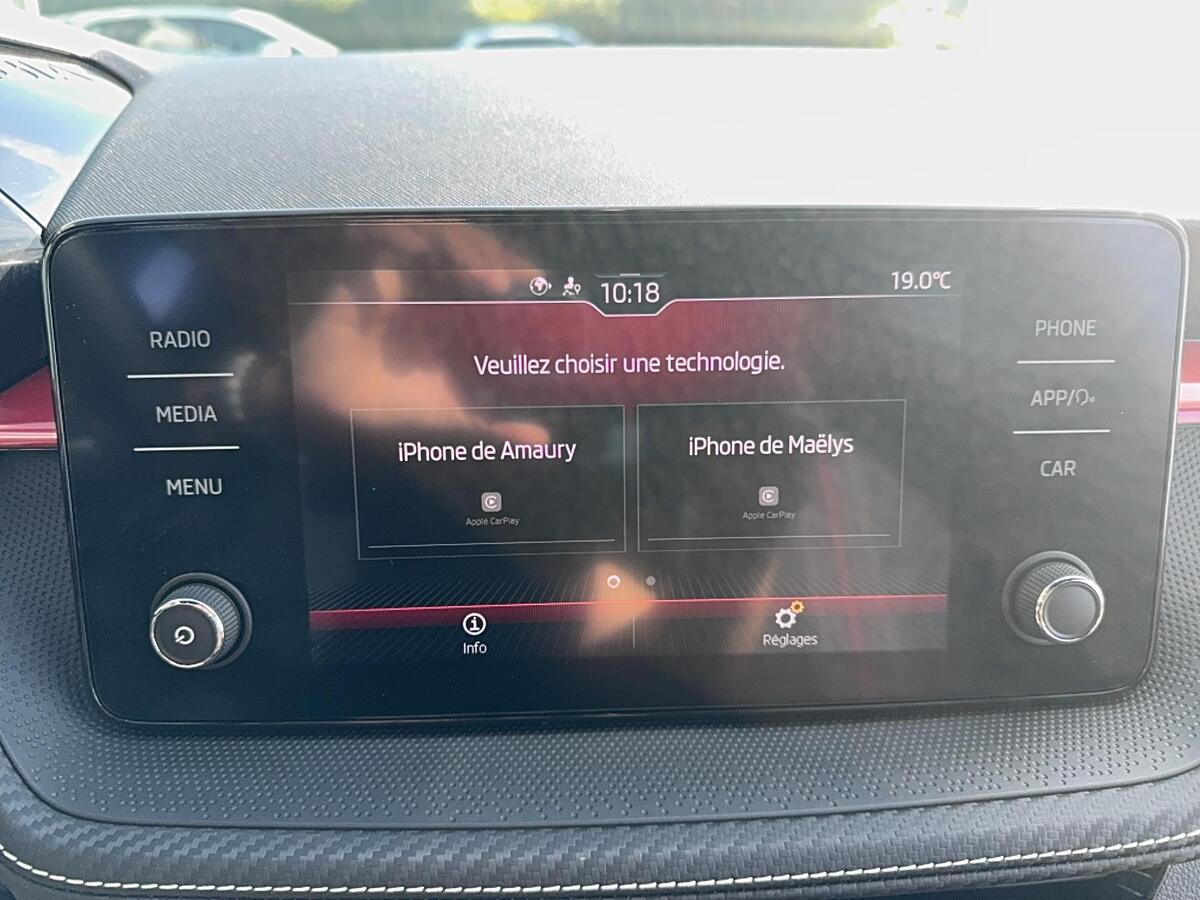 10:18
19.0°C
RADIO
MEDIA
MENU
Veuillez choisir une technologie.
iPhone de Amaury
Apple CarPlay
iPhone de Maëlys
Apple CarPlay
Info
Réglages
PHONE
APP/
CAR